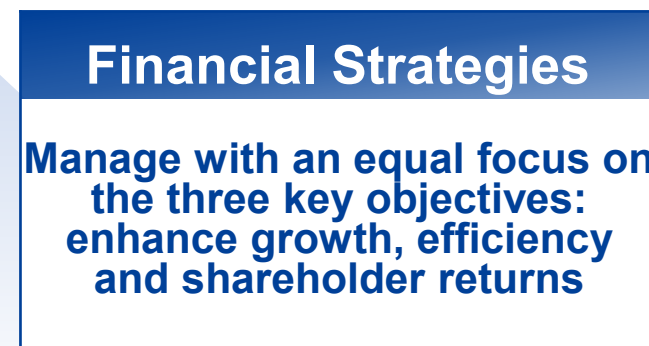 Financial Strategies
Manage with an equal focus on
the three key objectives:
enhance growth, efficiency
and shareholder returns